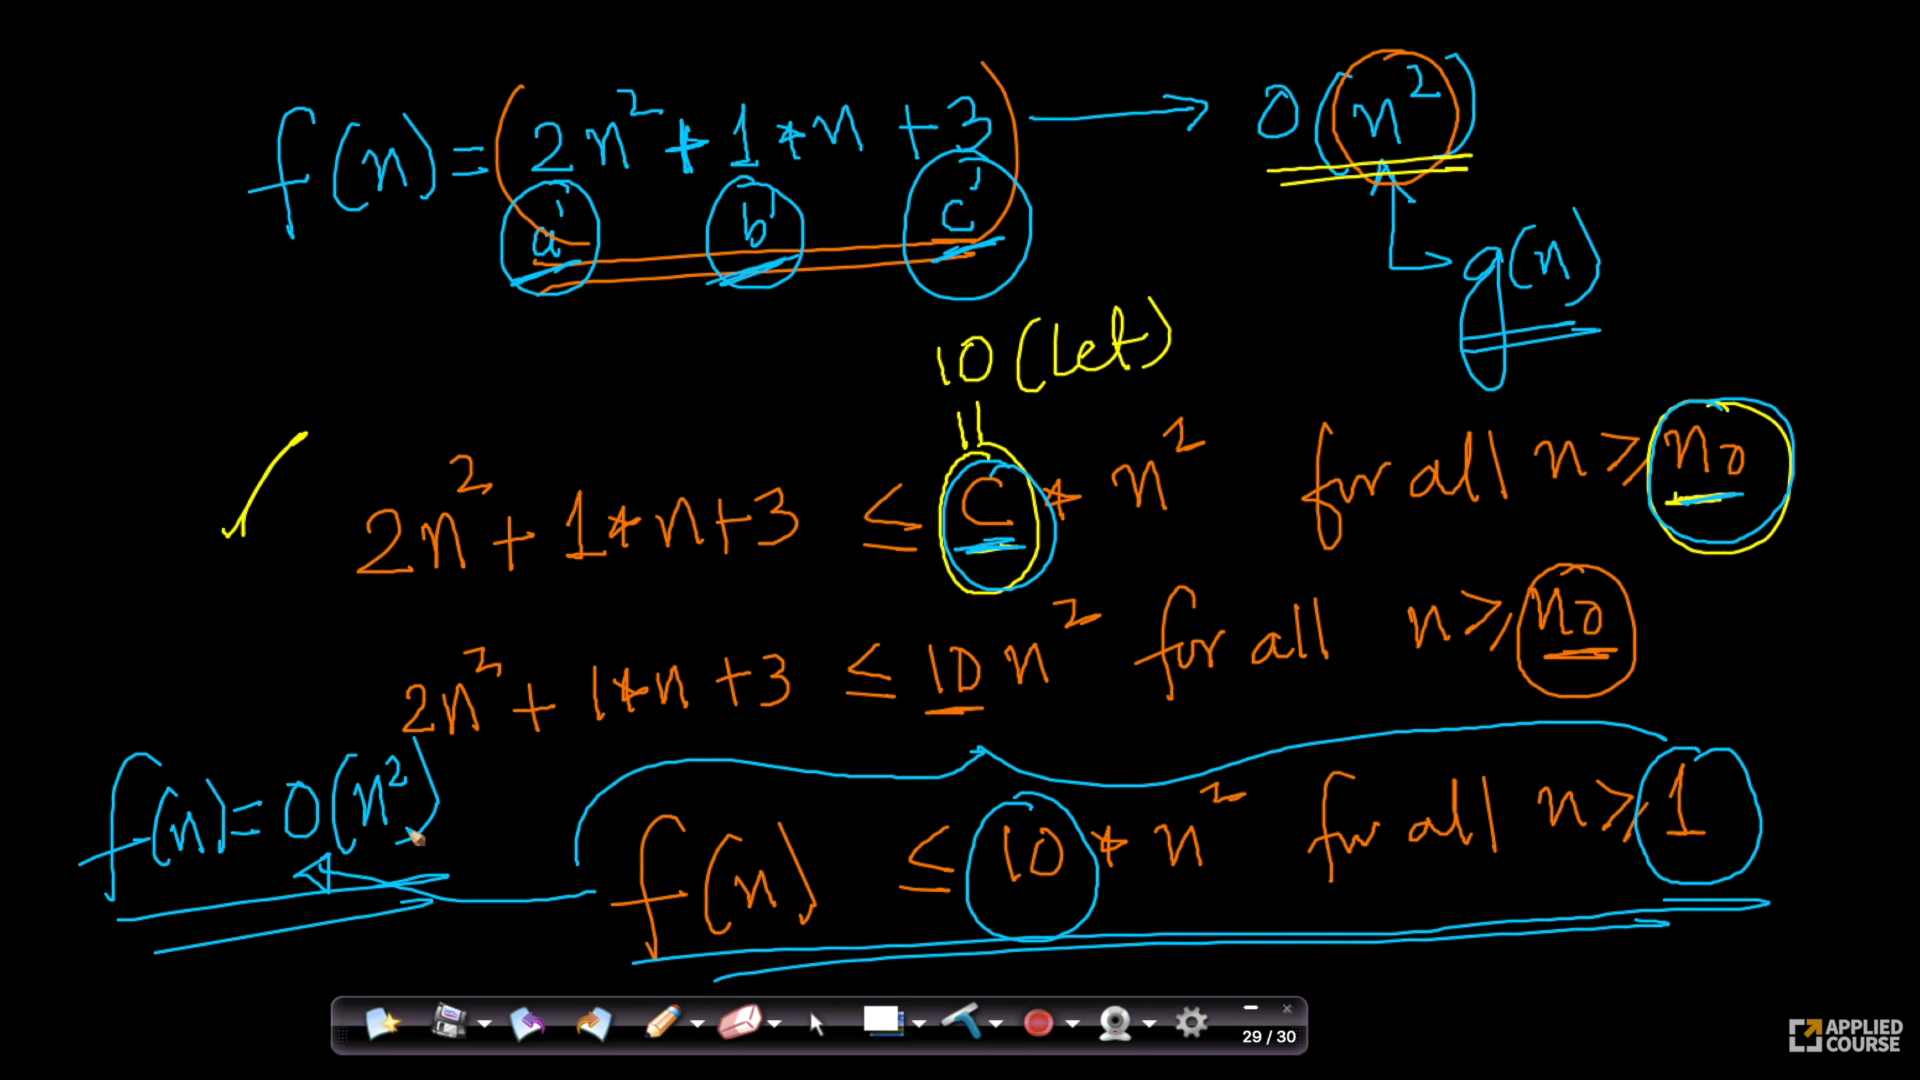 f(n) = (2n² + 1*n + 3) → O(n²)
a' b' c'
g(n)
10 (let)
2n² + 1*n + 3 ≤ C * n² for all n ≥ n0
2n² + 1*n + 3 ≤ 10 n² for all n ≥ n0
f(n) = O(n²)
f(n) ≤ 10 * n² for all n ≥ 1
29 / 30
APPLIED
COURSE